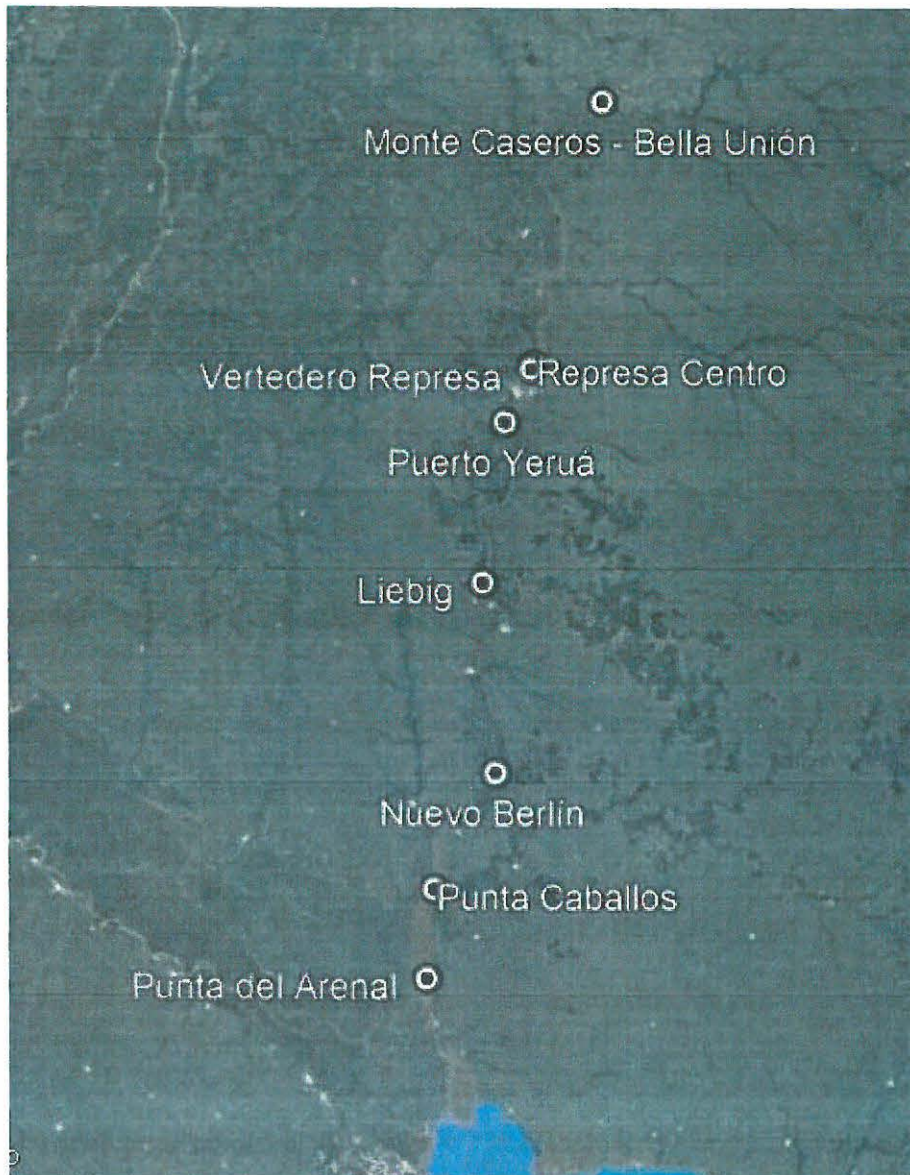 Monte Caseros - Bella Unión
Vertedero Represa
Represa Centro
Puerto Yeruá
Liebig
Nuevo Berlín
Punta Caballos
Punta del Arenal